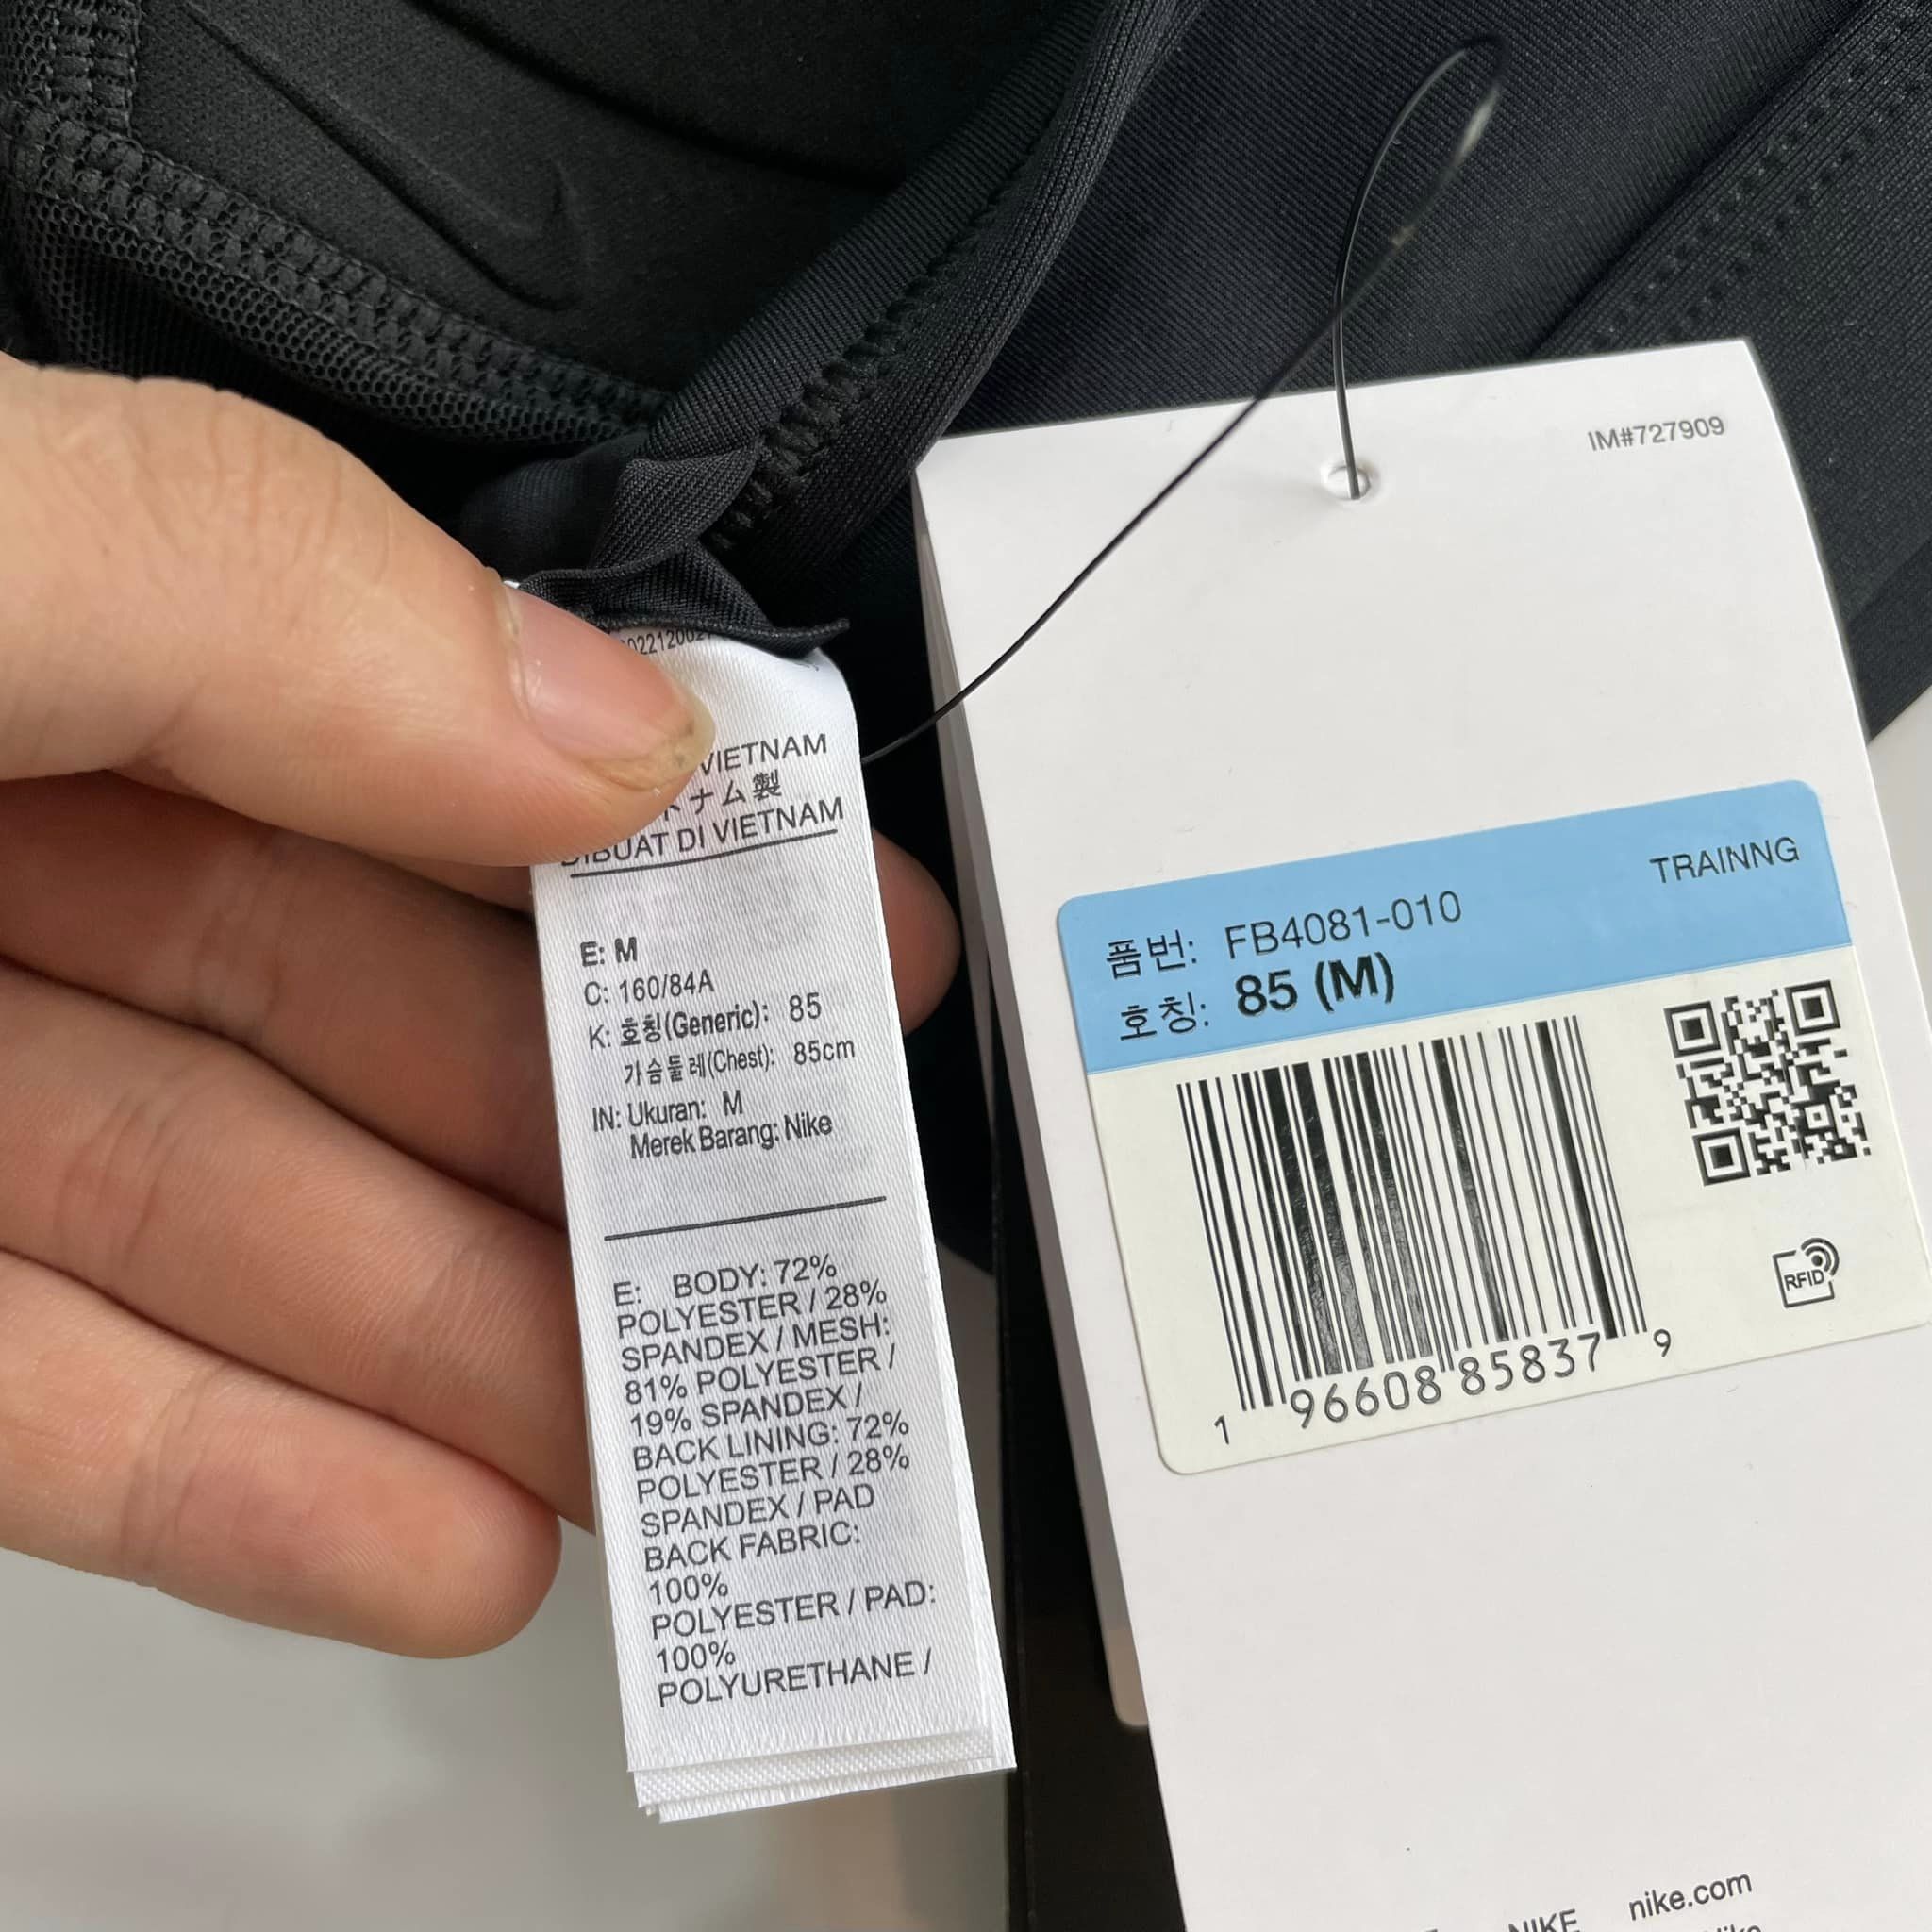 VIETNAM
ナム製
DIBUAT DI VIETNAM
E: M
C: 160/84A
K: 호칭(Generic): 85
가슴둘레(Chest): 85cm
IN: Ukuran: M
Merek Barang: Nike
E: BODY: 72%
POLYESTER / 28%
SPANDEX / MESH:
81% POLYESTER /
19% SPANDEX /
BACK LINING: 72%
POLYESTER / 28%
SPANDEX / PAD
BACK FABRIC:
100%
POLYESTER / PAD:
100%
POLYURETHANE /
IM#727909
TRAINNG
품번: FB4081-010
호칭: 85 (M)
1 96608 85837 9
RFID
NIKE nike.com